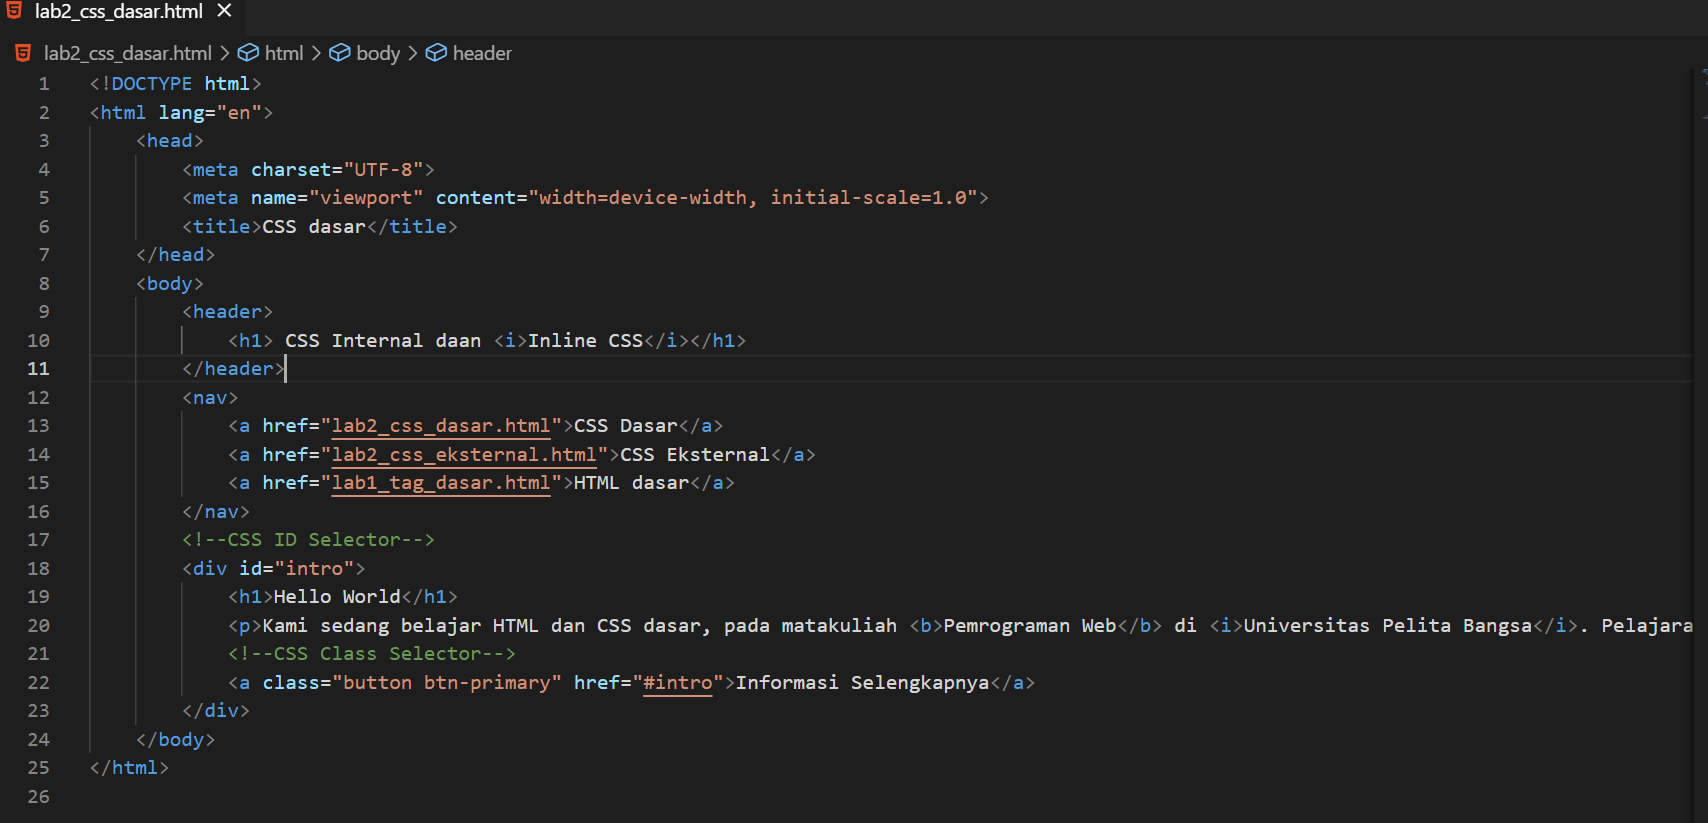 lab2_css_dasar.html
lab2_css_dasar.html > html > body > header
1 <!DOCTYPE html>
2 <html lang="en">
3 <head>
4 <meta charset="UTF-8">
5 <meta name="viewport" content="width=device-width, initial-scale=1.0">
6 <title>CSS dasar</title>
7 </head>
8 <body>
9 <header>
10 <h1> CSS Internal daan <i>Inline CSS</i></h1>
11 </header>
12 <nav>
13 <a href="lab2_css_dasar.html">CSS Dasar</a>
14 <a href="lab2_css_eksternal.html">CSS Eksternal</a>
15 <a href="lab1_tag_dasar.html">HTML dasar</a>
16 </nav>
17 <!--CSS ID Selector-->
18 <div id="intro">
19 <h1>Hello World</h1>
20 <p>Kami sedang belajar HTML dan CSS dasar, pada matakuliah <b>Pemrograman Web</b> di <i>Universitas Pelita Bangsa</i>. Pelajara
21 <!--CSS Class Selector-->
22 <a class="button btn-primary" href="#intro">Informasi Selengkapnya</a>
23 </div>
24 </body>
25 </html>
26